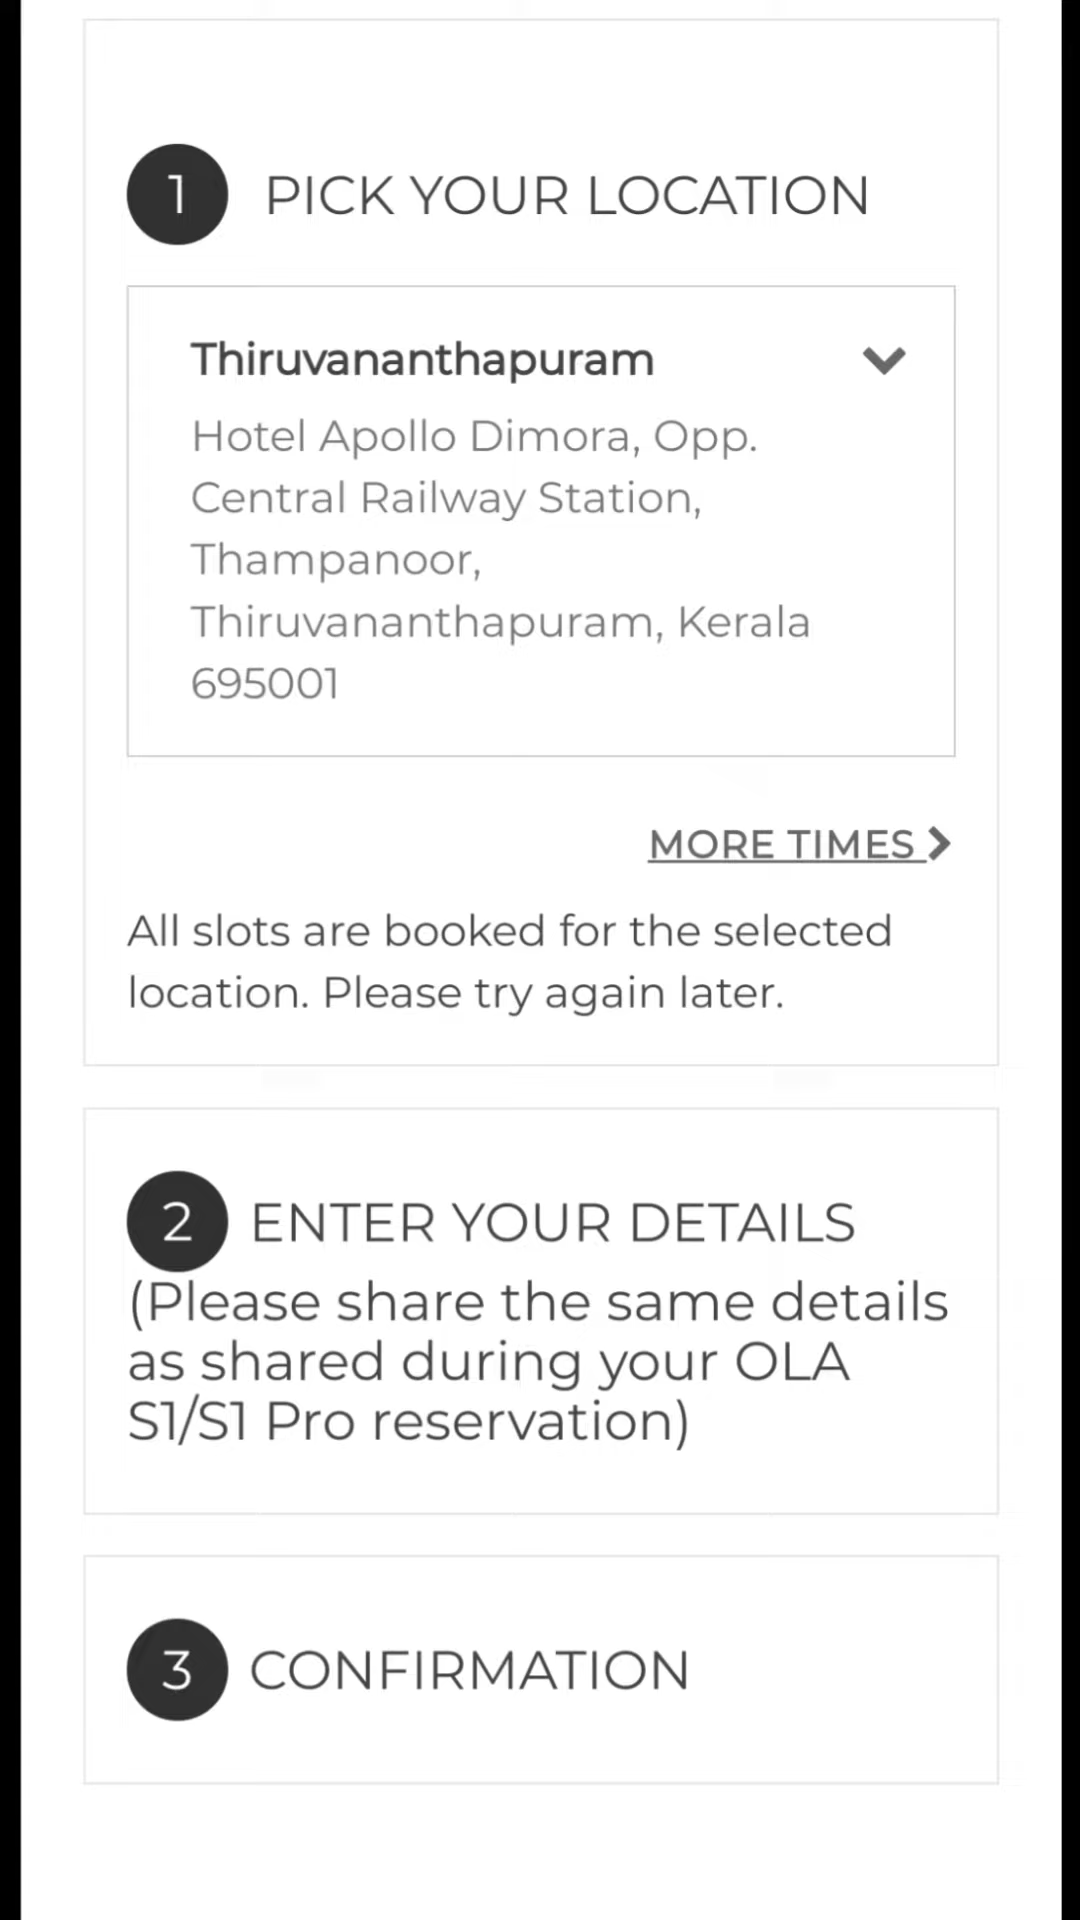 1 PICK YOUR LOCATION
Thiruvananthapuram
Hotel Apollo Dimora, Opp.
Central Railway Station,
Thampanoor,
Thiruvananthapuram, Kerala
695001
MORE TIMES
All slots are booked for the selected
location. Please try again later.
2 ENTER YOUR DETAILS
(Please share the same details
as shared during your OLA
S1/S1 Pro reservation)
3 CONFIRMATION